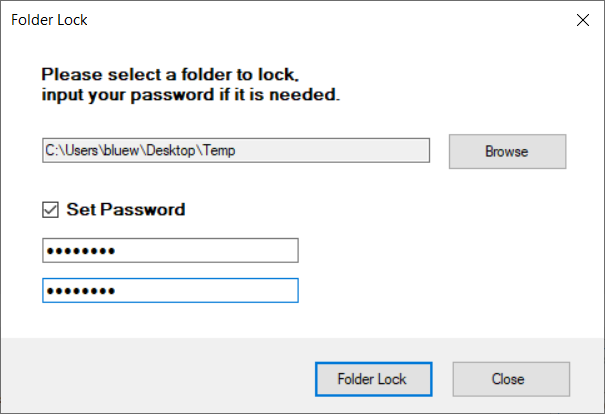 Folder Lock
Please select a folder to lock,
input your password if it is needed.
C:\Users\bluew\Desktop\Temp
Browse
Set Password
●●●●●●●●
●●●●●●●●
Folder Lock
Close